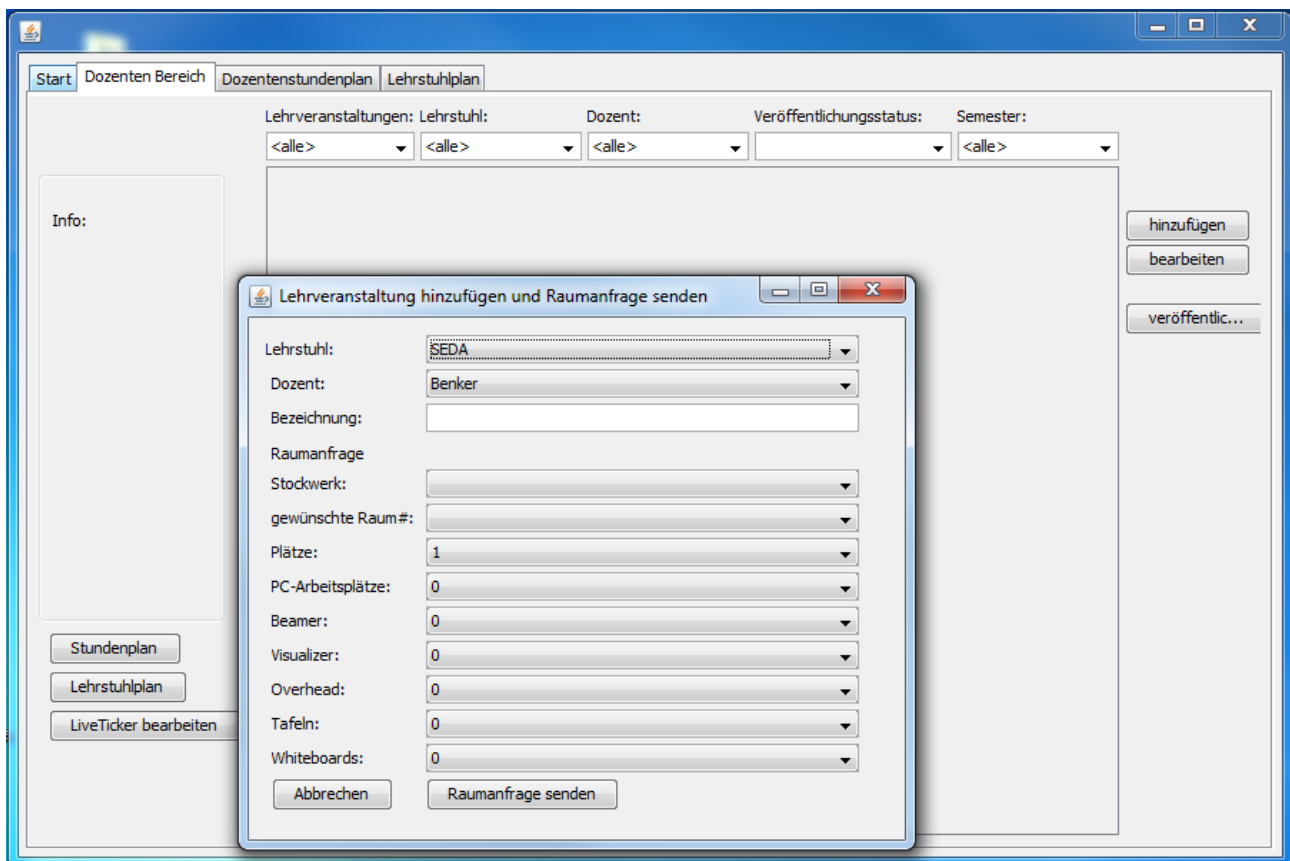 Start Dozenten Bereich Dozentenstundenplan Lehrstuhlplan
Lehrveranstaltungen: Lehrstuhl: Dozent: Veröffentlichungsstatus: Semester:
<alle> <alle> <alle> <alle>
Info:
hinzufügen
bearbeiten
veröffentlic...
Stundenplan
Lehrstuhlplan
LiveTicker bearbeiten
Lehrveranstaltung hinzufügen und Raumanfrage senden
Lehrstuhl: SEDA
Dozent: Benker
Bezeichnung:
Raumanfrage
Stockwerk:
gewünschte Raum#:
Plätze: 1
PC-Arbeitsplätze: 0
Beamer: 0
Visualizer: 0
Overhead: 0
Tafeln: 0
Whiteboards: 0
Abbrechen Raumanfrage senden